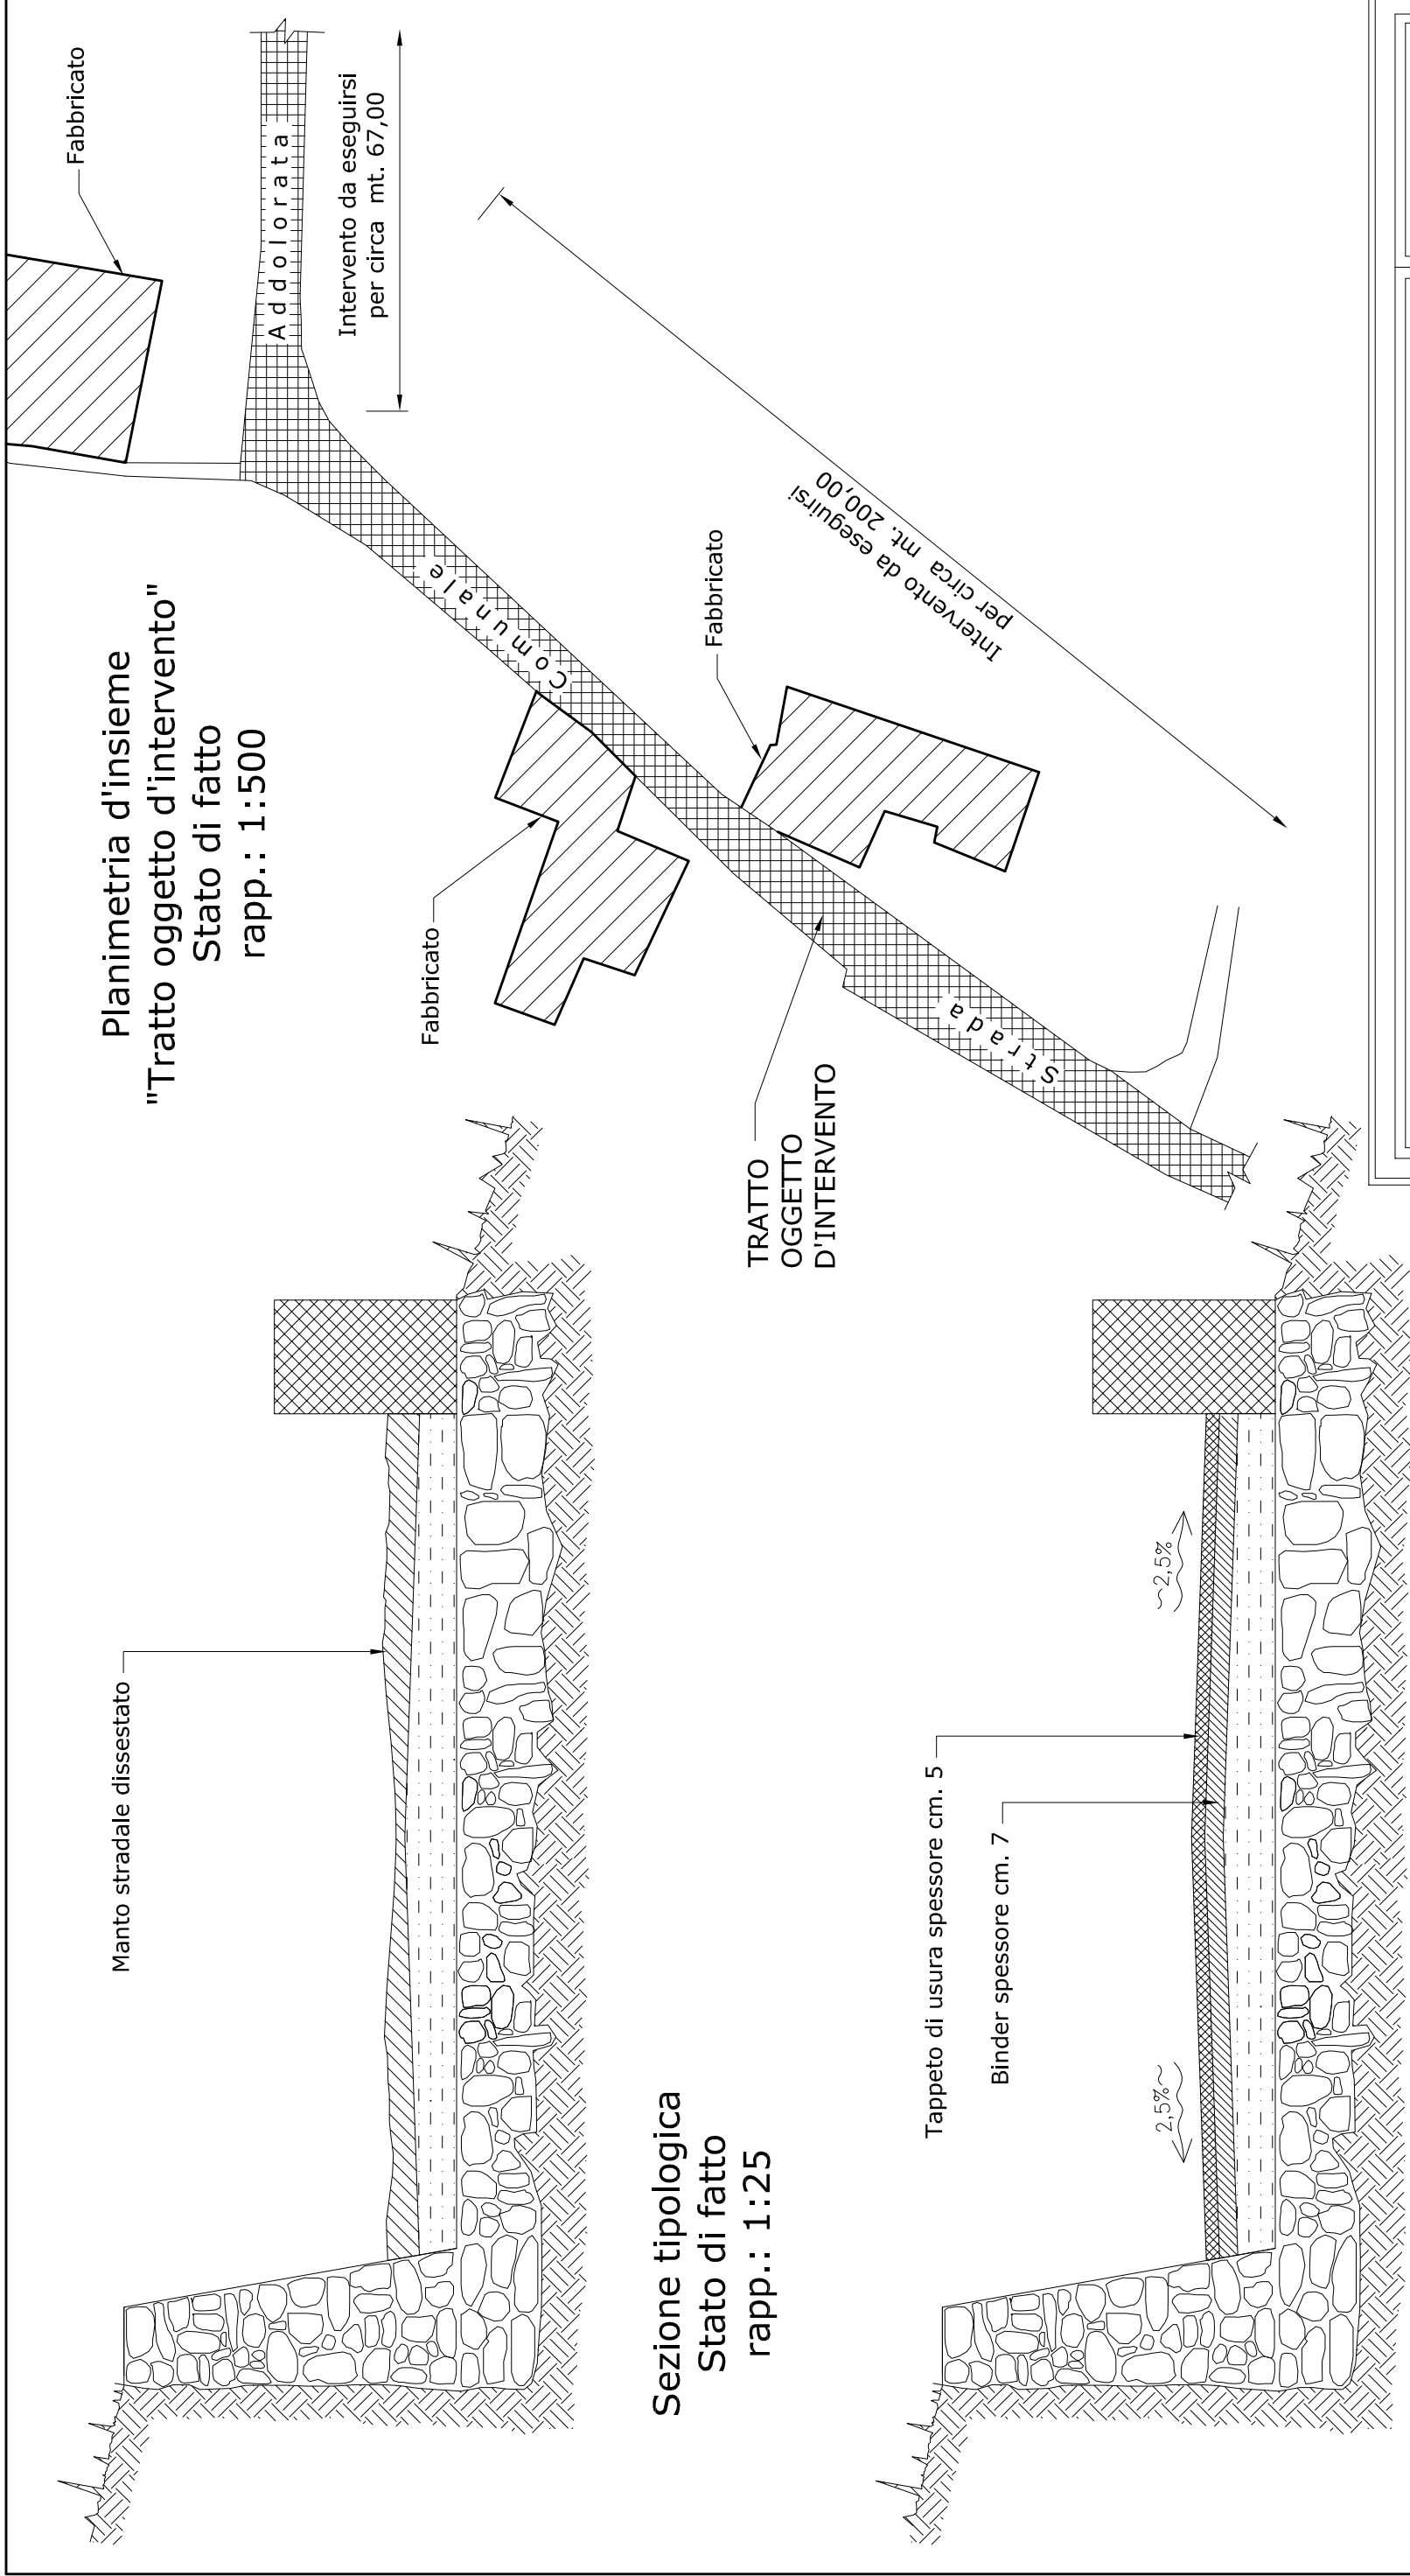 Planimetria d'insieme
"Tratto oggetto d'intervento"
Stato di fatto
rapp.: 1:500
Fabbricato
Addolorata
Intervento da eseguirsi
per circa mt. 67,00
Comunale
Fabbricato
Fabbricato
Intervento da eseguirsi
per circa mt. 200,00
Strada
TRATTO
OGGETTO
D'INTERVENTO
Manto stradale dissestato
Sezione tipologica
Stato di fatto
rapp.: 1:25
Tappeto di usura spessore cm. 5
Binder spessore cm. 7
2,5%~
~2,5%